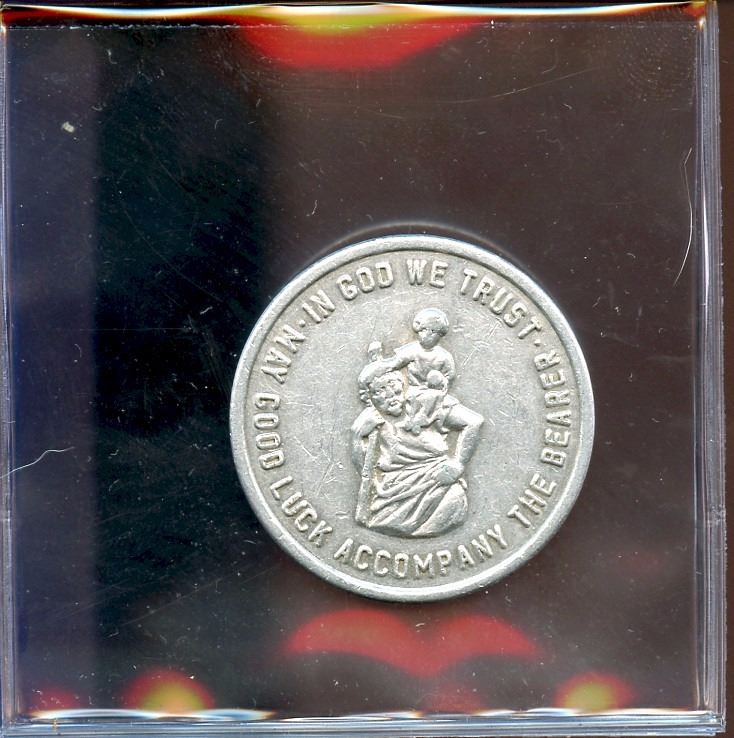 ·IN GOD WE TRUST·
MAY GOOD LUCK ACCOMPANY THE BEARER